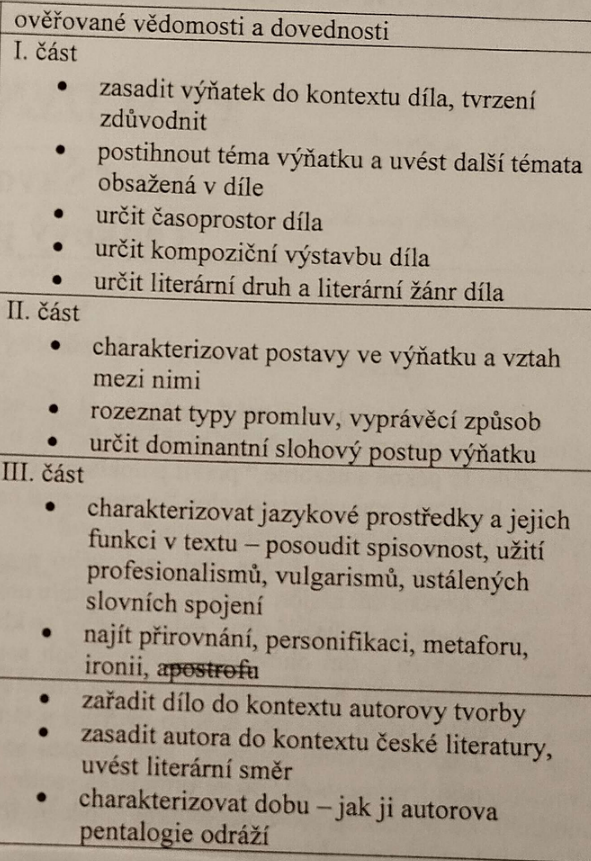 ověřované vědomosti a dovednosti
I. část
• zasadit výňatek do kontextu díla, tvrzení
zdůvodnit
• postihnout téma výňatku a uvést další témata
obsažená v díle
• určit časoprostor díla
• určit kompoziční výstavbu díla
• určit literární druh a literární žánr díla
II. část
• charakterizovat postavy ve výňatku a vztah
mezi nimi
• rozeznat typy promluv, vyprávěcí způsob
• určit dominantní slohový postup výňatku
III. část
• charakterizovat jazykové prostředky a jejich
funkci v textu – posoudit spisovnost, užití
profesionalismů, vulgarismů, ustálených
slovních spojení
• najít přirovnání, personifikaci, metaforu,
ironii, apostrofu
• zařadit dílo do kontextu autorovy tvorby
• zasadit autora do kontextu české literatury,
uvést literární směr
• charakterizovat dobu – jak ji autorova
pentalogie odráží